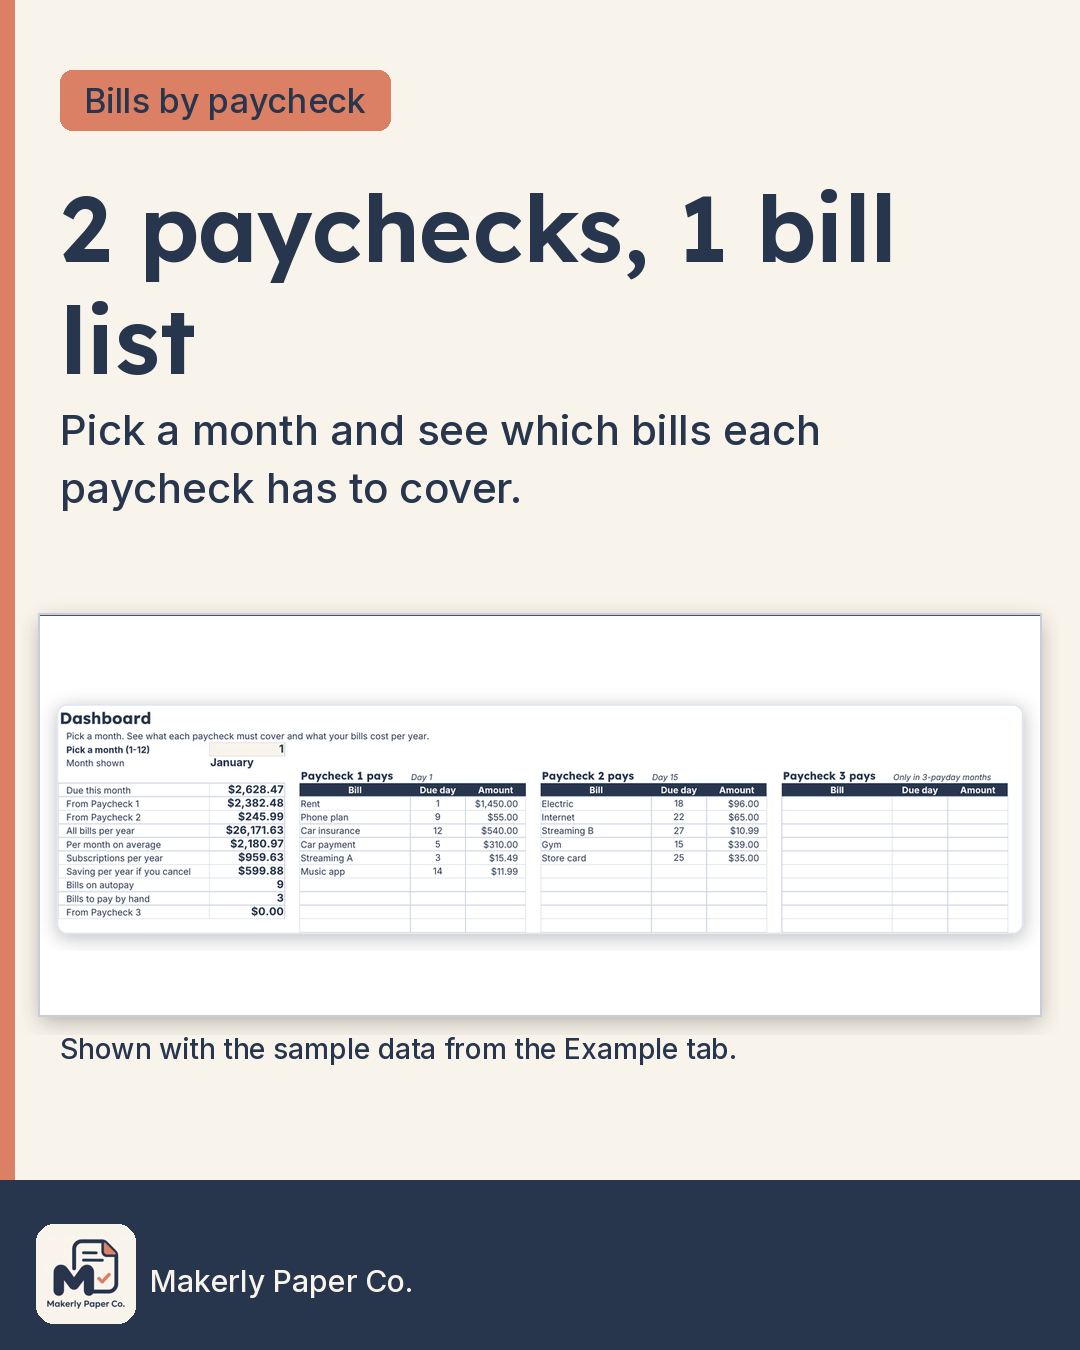 Bills by paycheck
2 paychecks, 1 bill
list
Pick a month and see which bills each
paycheck has to cover.
Dashboard
Pick a month. See what each paycheck must cover and what your bills cost per year.
Pick a month (1-12) 1
Month shown January
Paycheck 1 pays Day 1 Paycheck 2 pays Day 15 Paycheck 3 pays Only in 3-payday months
Bill Due day Amount Bill Due day Amount Bill Due day Amount
Due this month $2,628.47
From Paycheck 1 $2,382.48 Rent 1 $1,450.00 Electric 18 $96.00
From Paycheck 2 $245.99 Phone plan 9 $55.00 Internet 22 $65.00
All bills per year $26,171.63 Car insurance 12 $540.00 Streaming B 27 $10.99
Per month on average $2,180.97 Car payment 5 $310.00 Gym 15 $39.00
Subscriptions per year $959.63 Streaming A 3 $15.49 Store card 25 $35.00
Saving per year if you cancel $599.88 Music app 14 $11.99
Bills on autopay 9
Bills to pay by hand 3
From Paycheck 3 $0.00
Shown with the sample data from the Example tab.
M
Makerly Paper Co.
Makerly Paper Co.